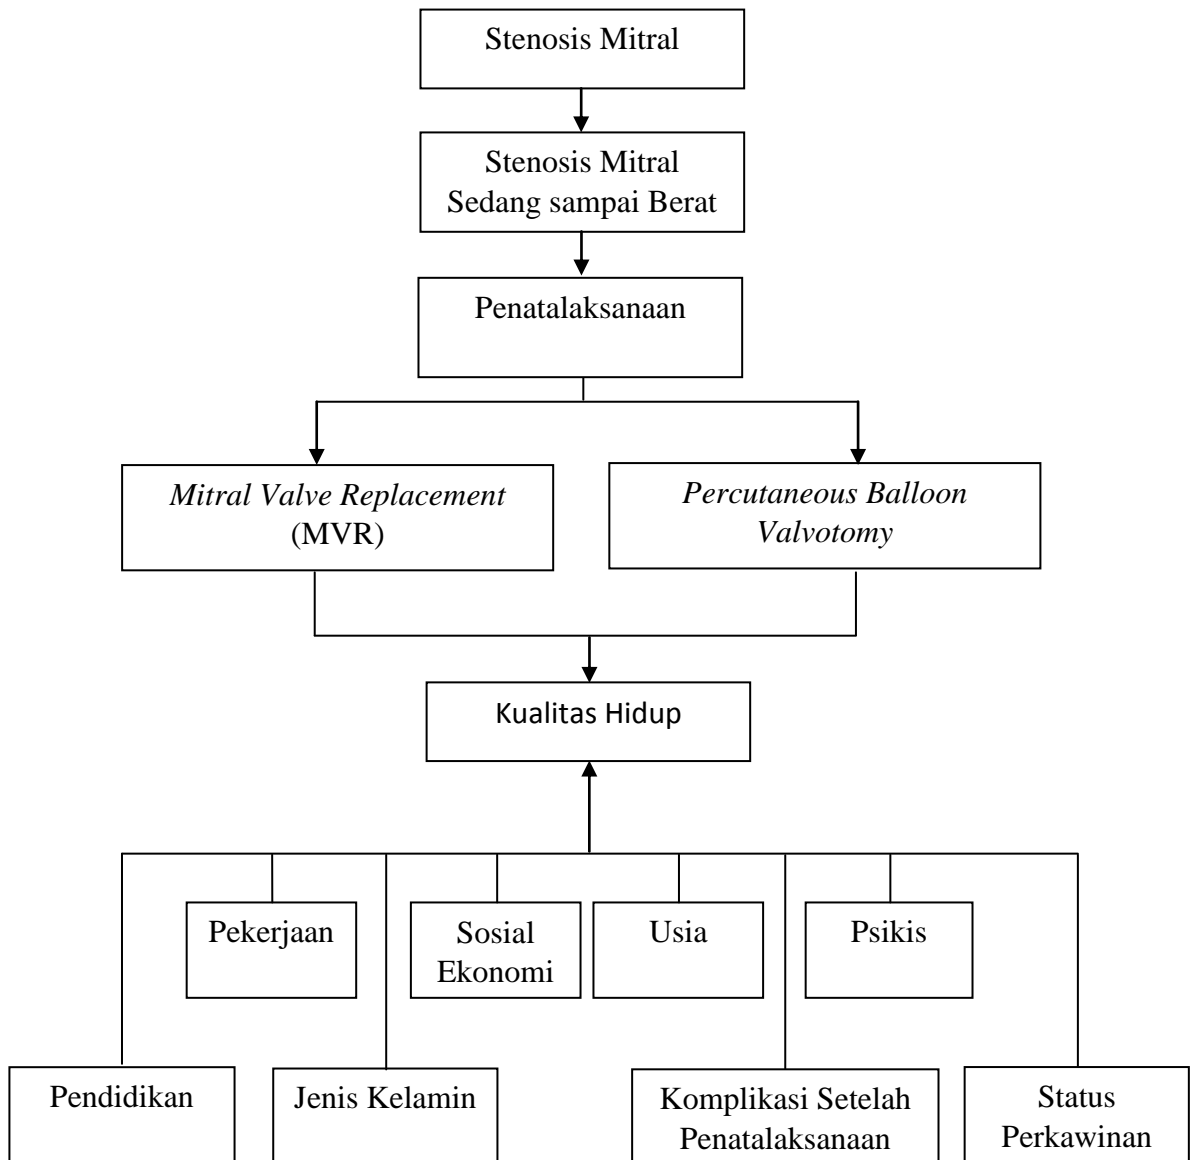 Stenosis Mitral
Stenosis Mitral
Sedang sampai Berat
Penatalaksanaan
Mitral Valve Replacement
(MVR)
Percutaneous Balloon
Valvotomy
Kualitas Hidup
Pekerjaan
Sosial
Ekonomi
Usia
Psikis
Pendidikan
Jenis Kelamin
Komplikasi Setelah
Penatalaksanaan
Status
Perkawinan